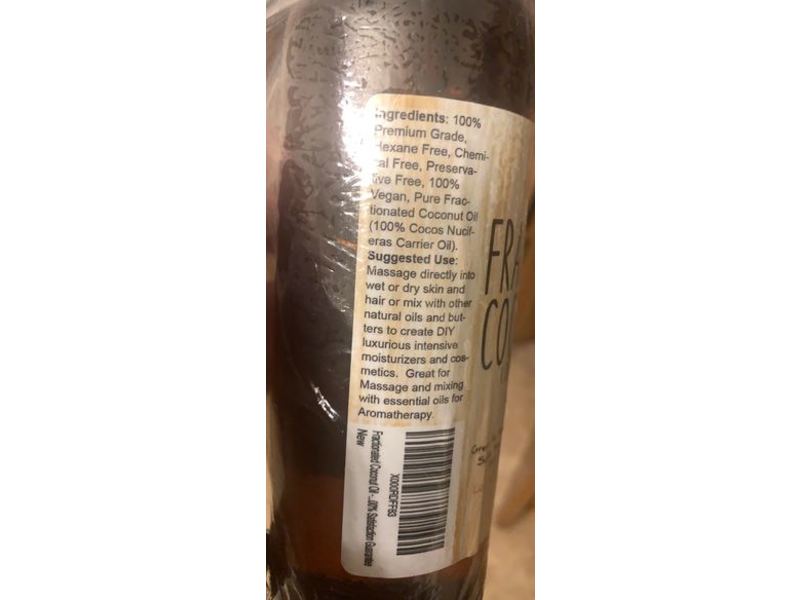 Ingredients: 100%
Premium Grade,
Hexane Free, Chemi-
cal Free, Preserva-
tive Free, 100%
Vegan, Pure Frac-
tionated Coconut Oil
(100% Cocos Nucif-
eras Carrier Oil).
Suggested Use:
Massage directly into
wet or dry skin and
hair or mix with other
natural oils and but-
ters to create DIY
luxurious intensive
moisturizers and cos-
metics. Great for
Massage and mixing
with essential oils for
Aromatherapy.
FRA
CO
Fractionated Coconut Oil -...00% Satisfaction Guarantee
New